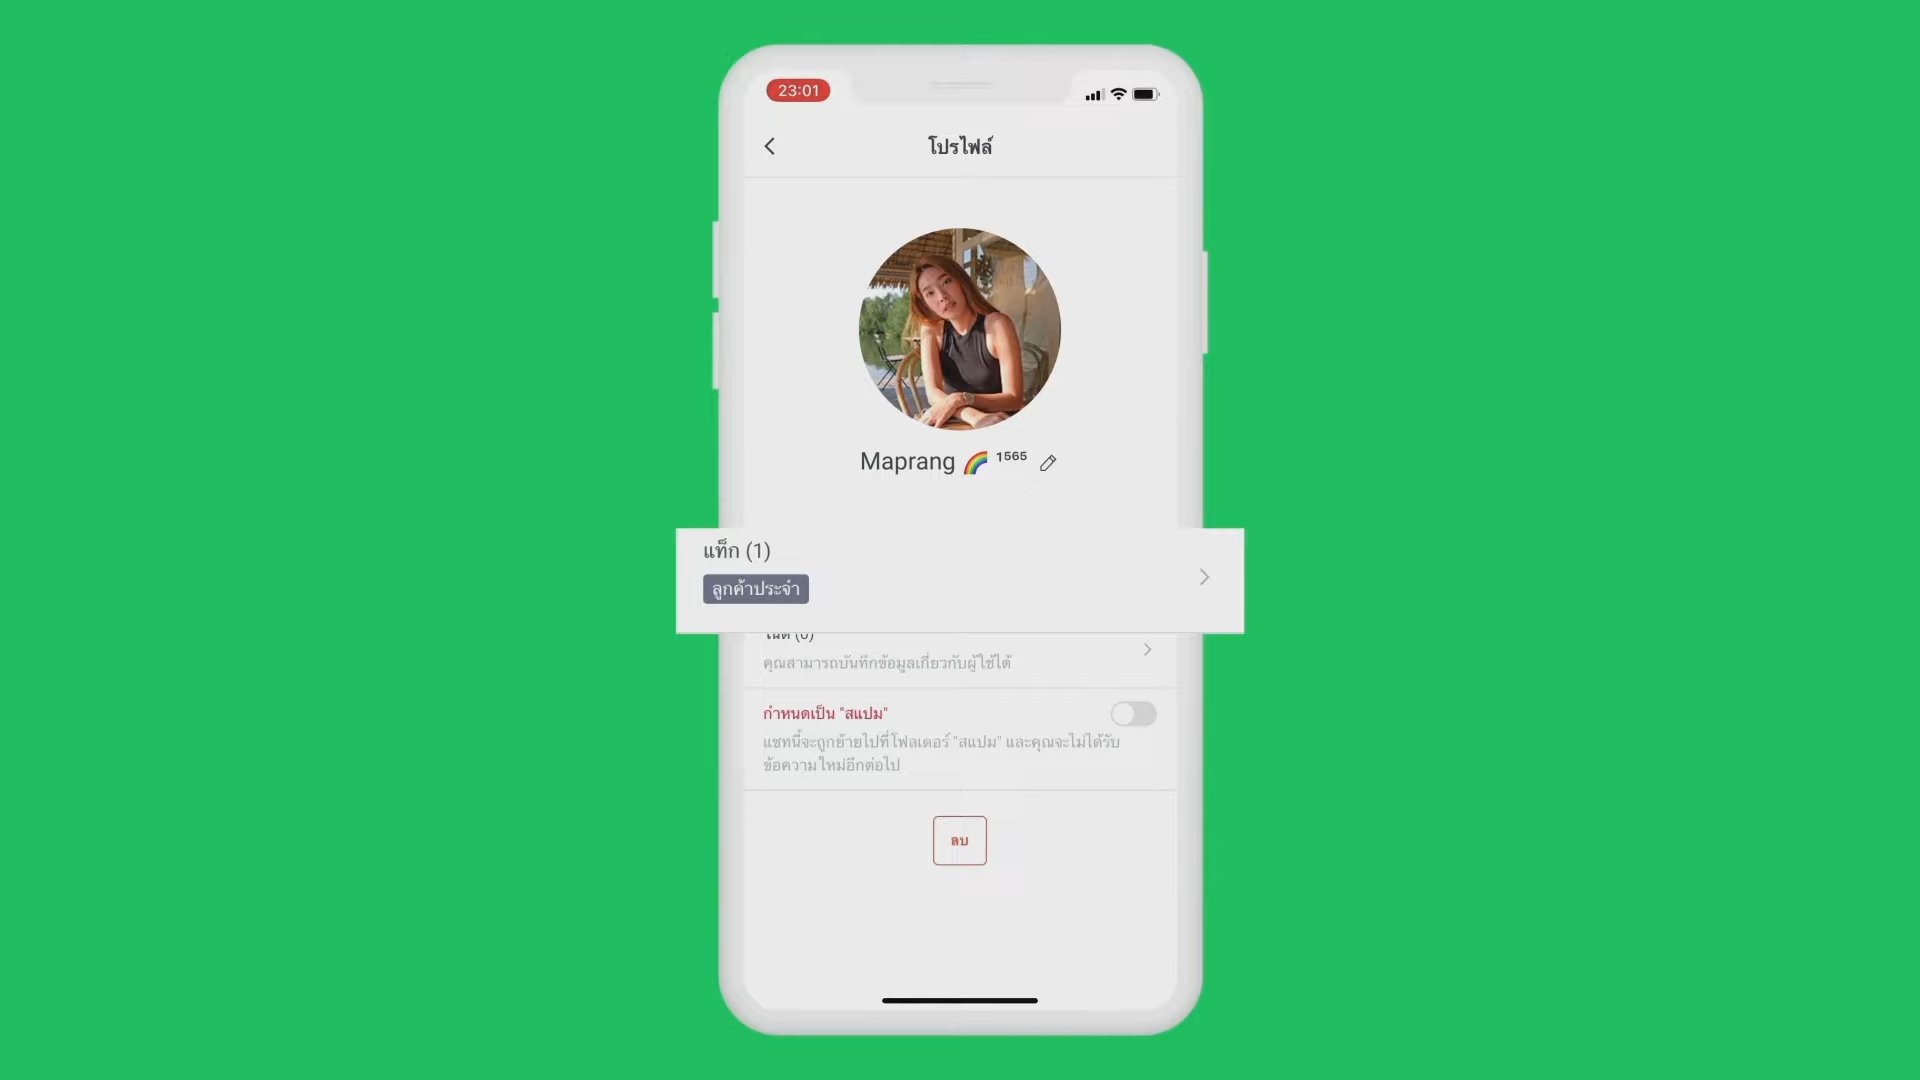 23:01
โปรไฟล์
Maprang 🌈 ¹⁵⁶⁵
แท็ก (1)
ลูกค้าประจำ
โน้ต (0)
คุณสามารถบันทึกข้อมูลเกี่ยวกับผู้ใช้ได้
กำหนดเป็น "สแปม"
แชทนี้จะถูกย้ายไปที่โฟลเดอร์ "สแปม" และคุณจะไม่ได้รับ
ข้อความใหม่อีกต่อไป
ลบ